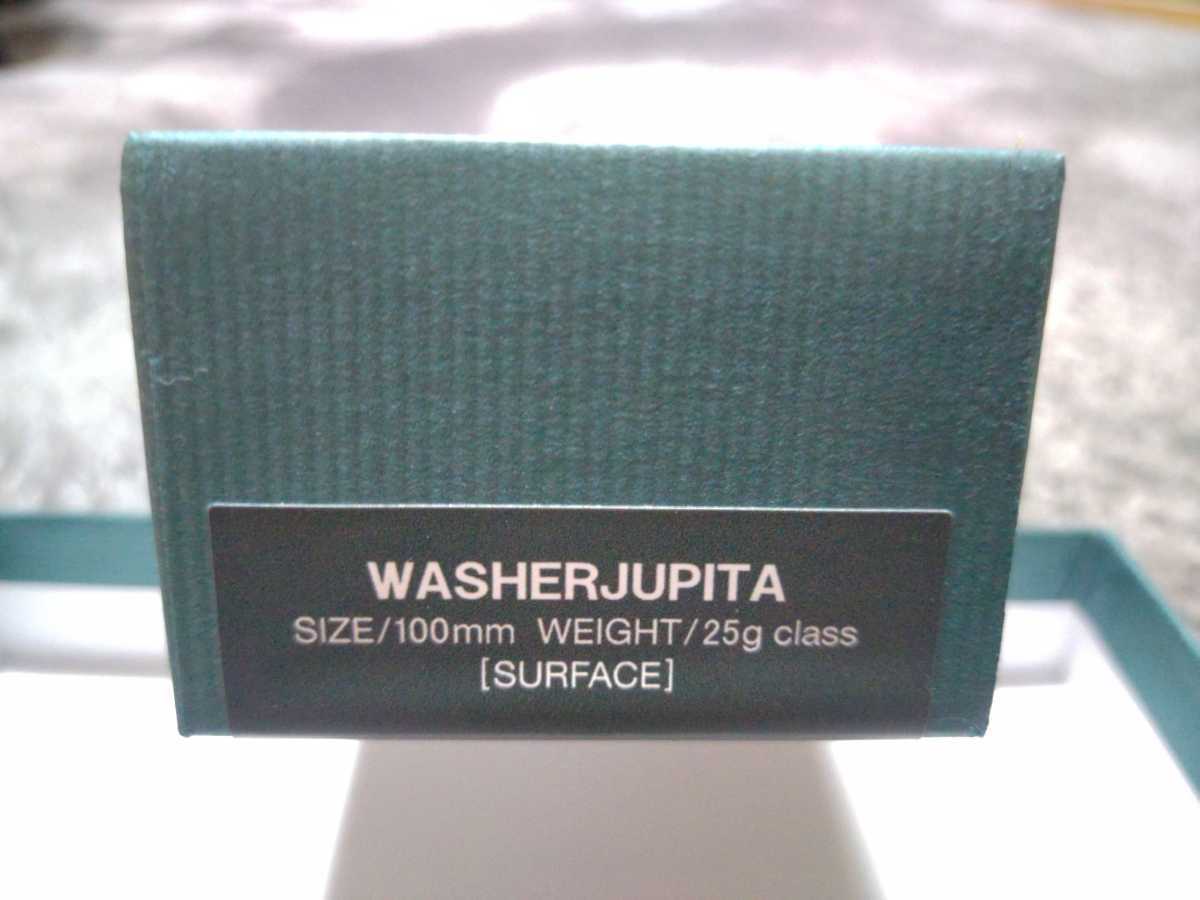 WASHERJUPITA
SIZE/100mm WEIGHT/25g class
[SURFACE]